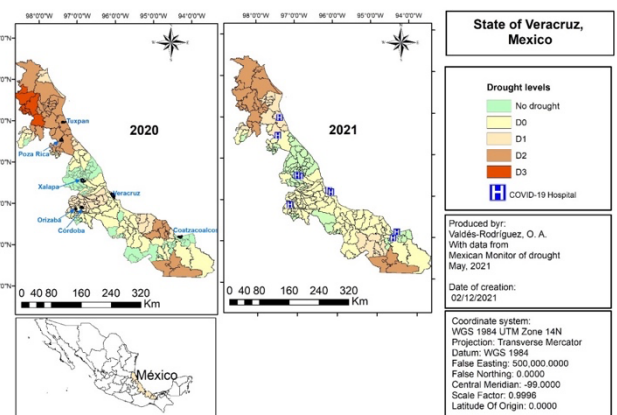 98°0'0"W 97°0'0"W 96°0'0"W 95°0'0"W 94°0'0"W
98°0'0"W 97°0'0"W 96°0'0"W 95°0'0"W 94°0'0"W
State of Veracruz,
Mexico
2020
Tuxpan
Poza Rica
Xalapa
Veracruz
Orizaba
Córdoba
Coatzacoalcos
0 40 80 160 240 320
Km
2021
H
0 40 80 160 240 320
Km
Drought levels
No drought
D0
D1
D2
D3
H COVID-19 Hospital
Produced byr:
Valdés-Rodríguez, O. A.
With data from
Mexican Monitor of drought
May, 2021
Date of creation:
02/12/2021
Coordinate system:
WGS 1984 UTM Zone 14N
Projection: Transverse Mercator
Datum: WGS 1984
False Easting: 500,000.0000
False Northing: 0.0000
Central Meridian: -99.0000
Scale Factor: 0.9996
Latitude Of Origin: 0.0000
México